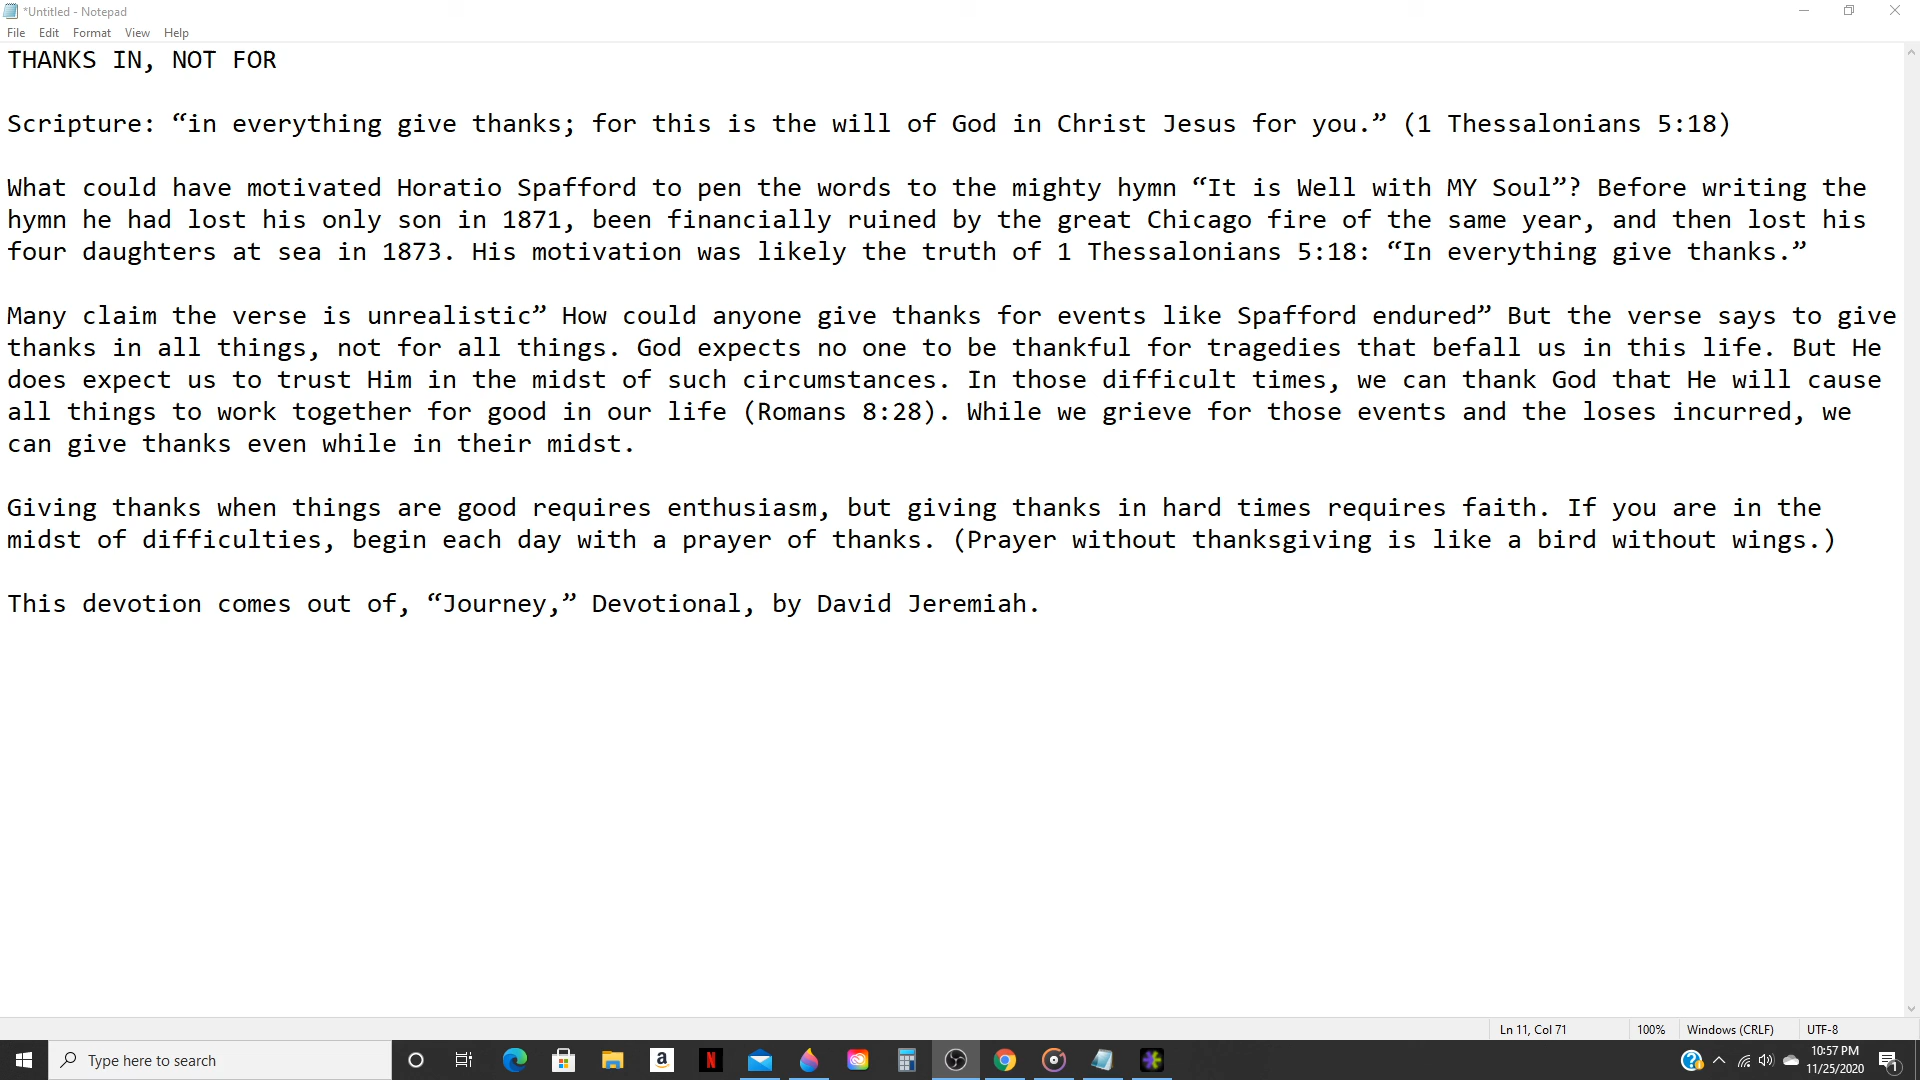 *Untitled - Notepad
File Edit Format View Help
THANKS IN, NOT FOR
Scripture: “in everything give thanks; for this is the will of God in Christ Jesus for you.” (1 Thessalonians 5:18)
What could have motivated Horatio Spafford to pen the words to the mighty hymn “It is Well with MY Soul”? Before writing the
hymn he had lost his only son in 1871, been financially ruined by the great Chicago fire of the same year, and then lost his
four daughters at sea in 1873. His motivation was likely the truth of 1 Thessalonians 5:18: “In everything give thanks.”
Many claim the verse is unrealistic” How could anyone give thanks for events like Spafford endured” But the verse says to give
thanks in all things, not for all things. God expects no one to be thankful for tragedies that befall us in this life. But He
does expect us to trust Him in the midst of such circumstances. In those difficult times, we can thank God that He will cause
all things to work together for good in our life (Romans 8:28). While we grieve for those events and the loses incurred, we
can give thanks even while in their midst.
Giving thanks when things are good requires enthusiasm, but giving thanks in hard times requires faith. If you are in the
midst of difficulties, begin each day with a prayer of thanks. (Prayer without thanksgiving is like a bird without wings.)
This devotion comes out of, “Journey,” Devotional, by David Jeremiah.
Ln 11, Col 71 100% Windows (CRLF) UTF-8
Type here to search
10:57 PM
11/25/2020